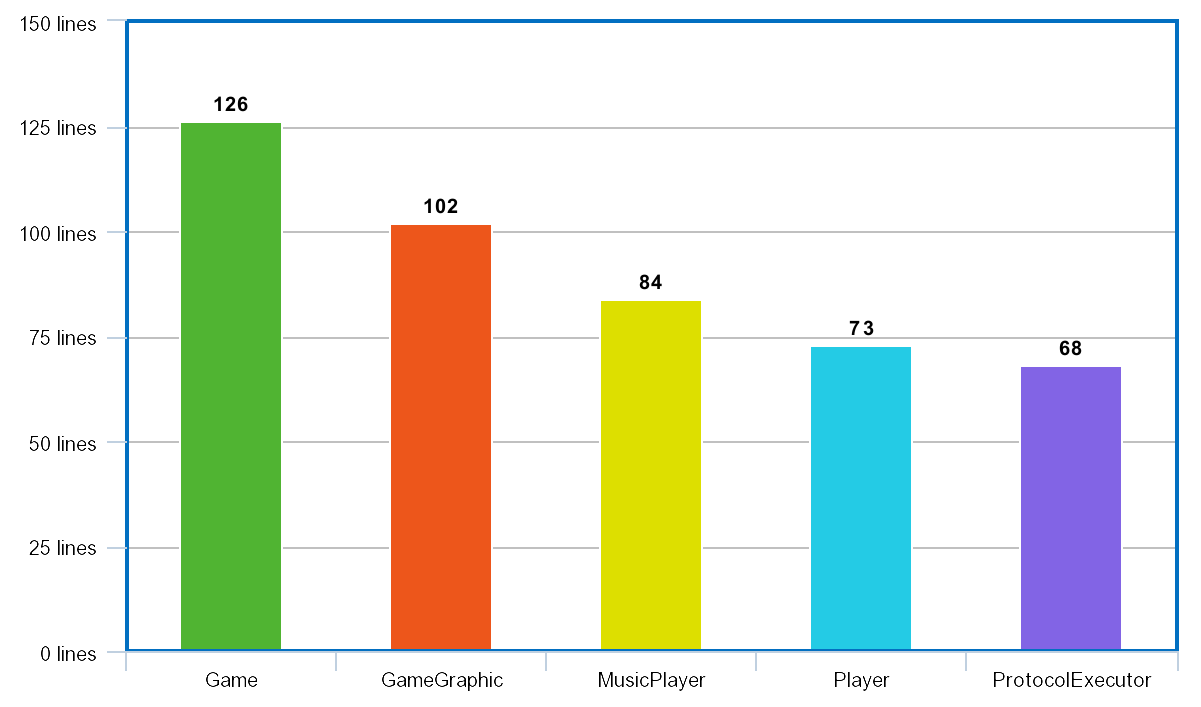 150 lines
125 lines
100 lines
75 lines
50 lines
25 lines
0 lines
126
102
84
73
68
Game
GameGraphic
MusicPlayer
Player
ProtocolExecutor